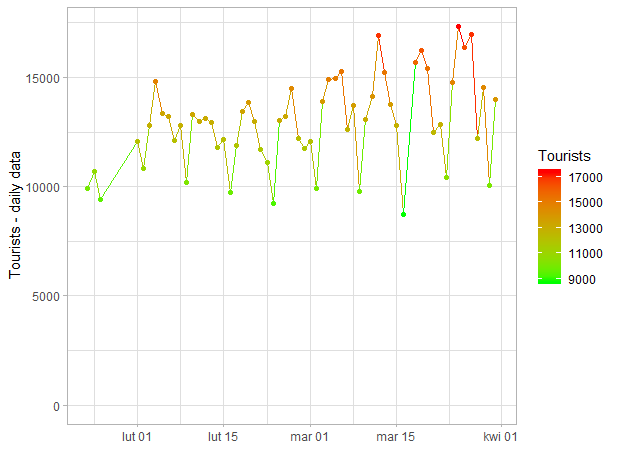 Tourists - daily data
15000
10000
5000
0
lut 01
lut 15
mar 01
mar 15
kwi 01
Tourists
17000
15000
13000
11000
9000